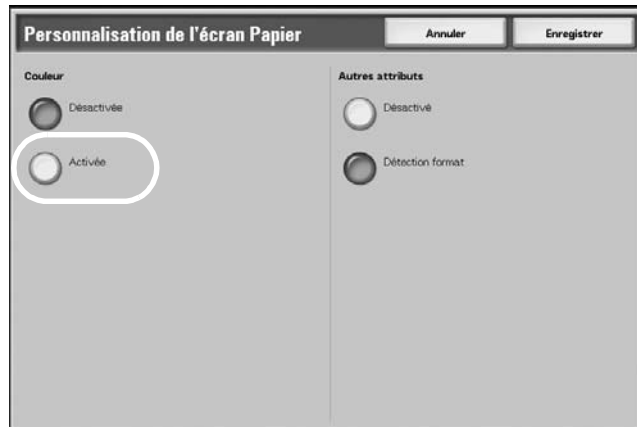 Personnalisation de l'écran Papier
Annuler
Enregistrer
Couleur
Désactivée
Activée
Autres attributs
Désactivé
Détection format